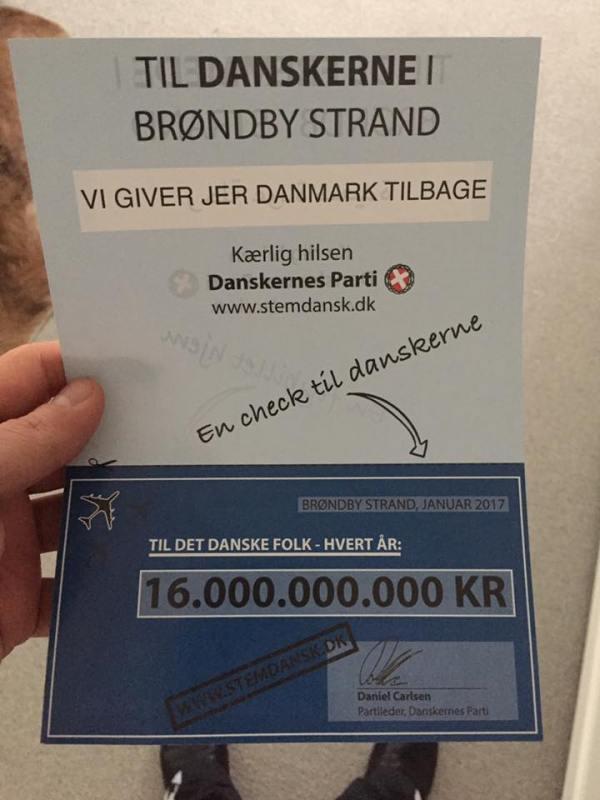 TIL DANSKERNE I
BRØNDBY STRAND
VI GIVER JER DANMARK TILBAGE
Kærlig hilsen
Danskernes Parti
www.stemdansk.dk
En check til danskerne
BRØNDBY STRAND, JANUAR 2017
TIL DET DANSKE FOLK - HVERT ÅR:
16.000.000.000 KR
WWW.STEMDANSK.DK
Daniel Carlsen
Partileder, Danskernes Parti